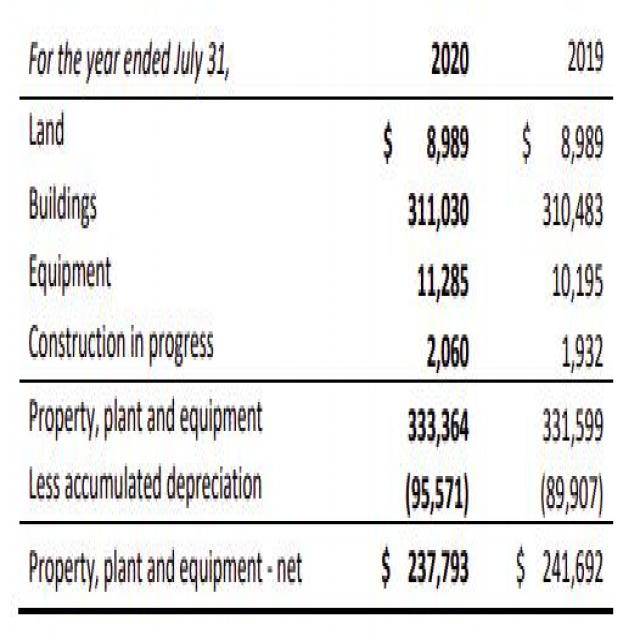 For the year ended July 31, 2020 2019
Land $ 8,989 $ 8,989
Buildings 311,030 310,483
Equipment 11,285 10,195
Construction in progress 2,060 1,932
Property, plant and equipment 333,364 331,599
Less accumulated depreciation (95,571) (89,907)
Property, plant and equipment - net $ 237,793 $ 241,692